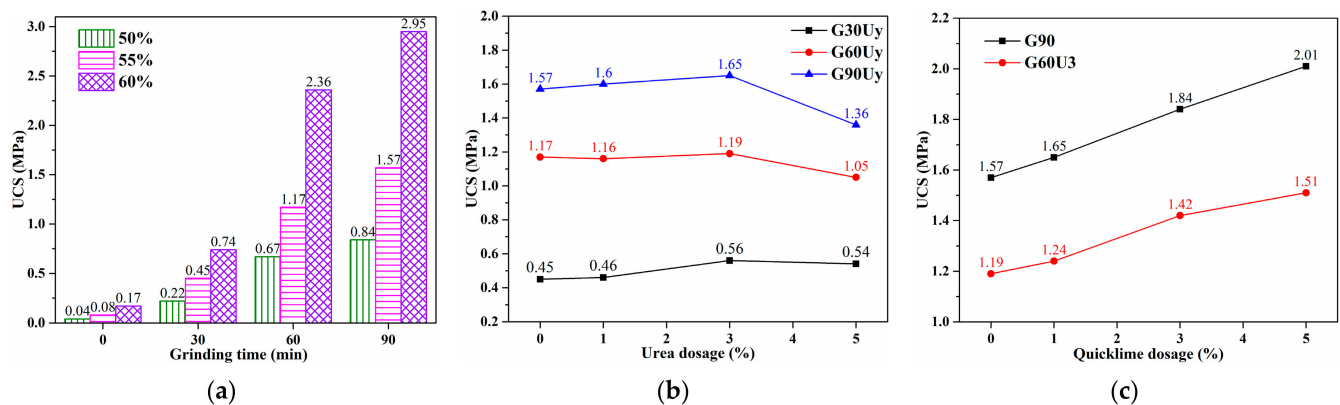 50%
55%
60%
UCS (MPa)
3.0
2.5
2.0
1.5
1.0
0.5
0.0
0.04
0.08
0.17
0.22
0.45
0.74
0.67
1.17
2.36
0.84
1.57
2.95
0 30 60 90
Grinding time (min)
(a)
G30Uy
G60Uy
G90Uy
UCS (MPa)
2.0
1.8
1.6
1.4
1.2
1.0
0.8
0.6
0.4
0.2
1.57 1.6 1.65 1.36
1.17 1.16 1.19 1.05
0.45 0.46 0.56 0.54
0 1 2 3 4 5
Urea dosage (%)
(b)
G90
G60U3
UCS (MPa)
2.2
2.0
1.8
1.6
1.4
1.2
1.0
1.57 1.65 1.84 2.01
1.19 1.24 1.42 1.51
0 1 2 3 4 5
Quicklime dosage (%)
(c)